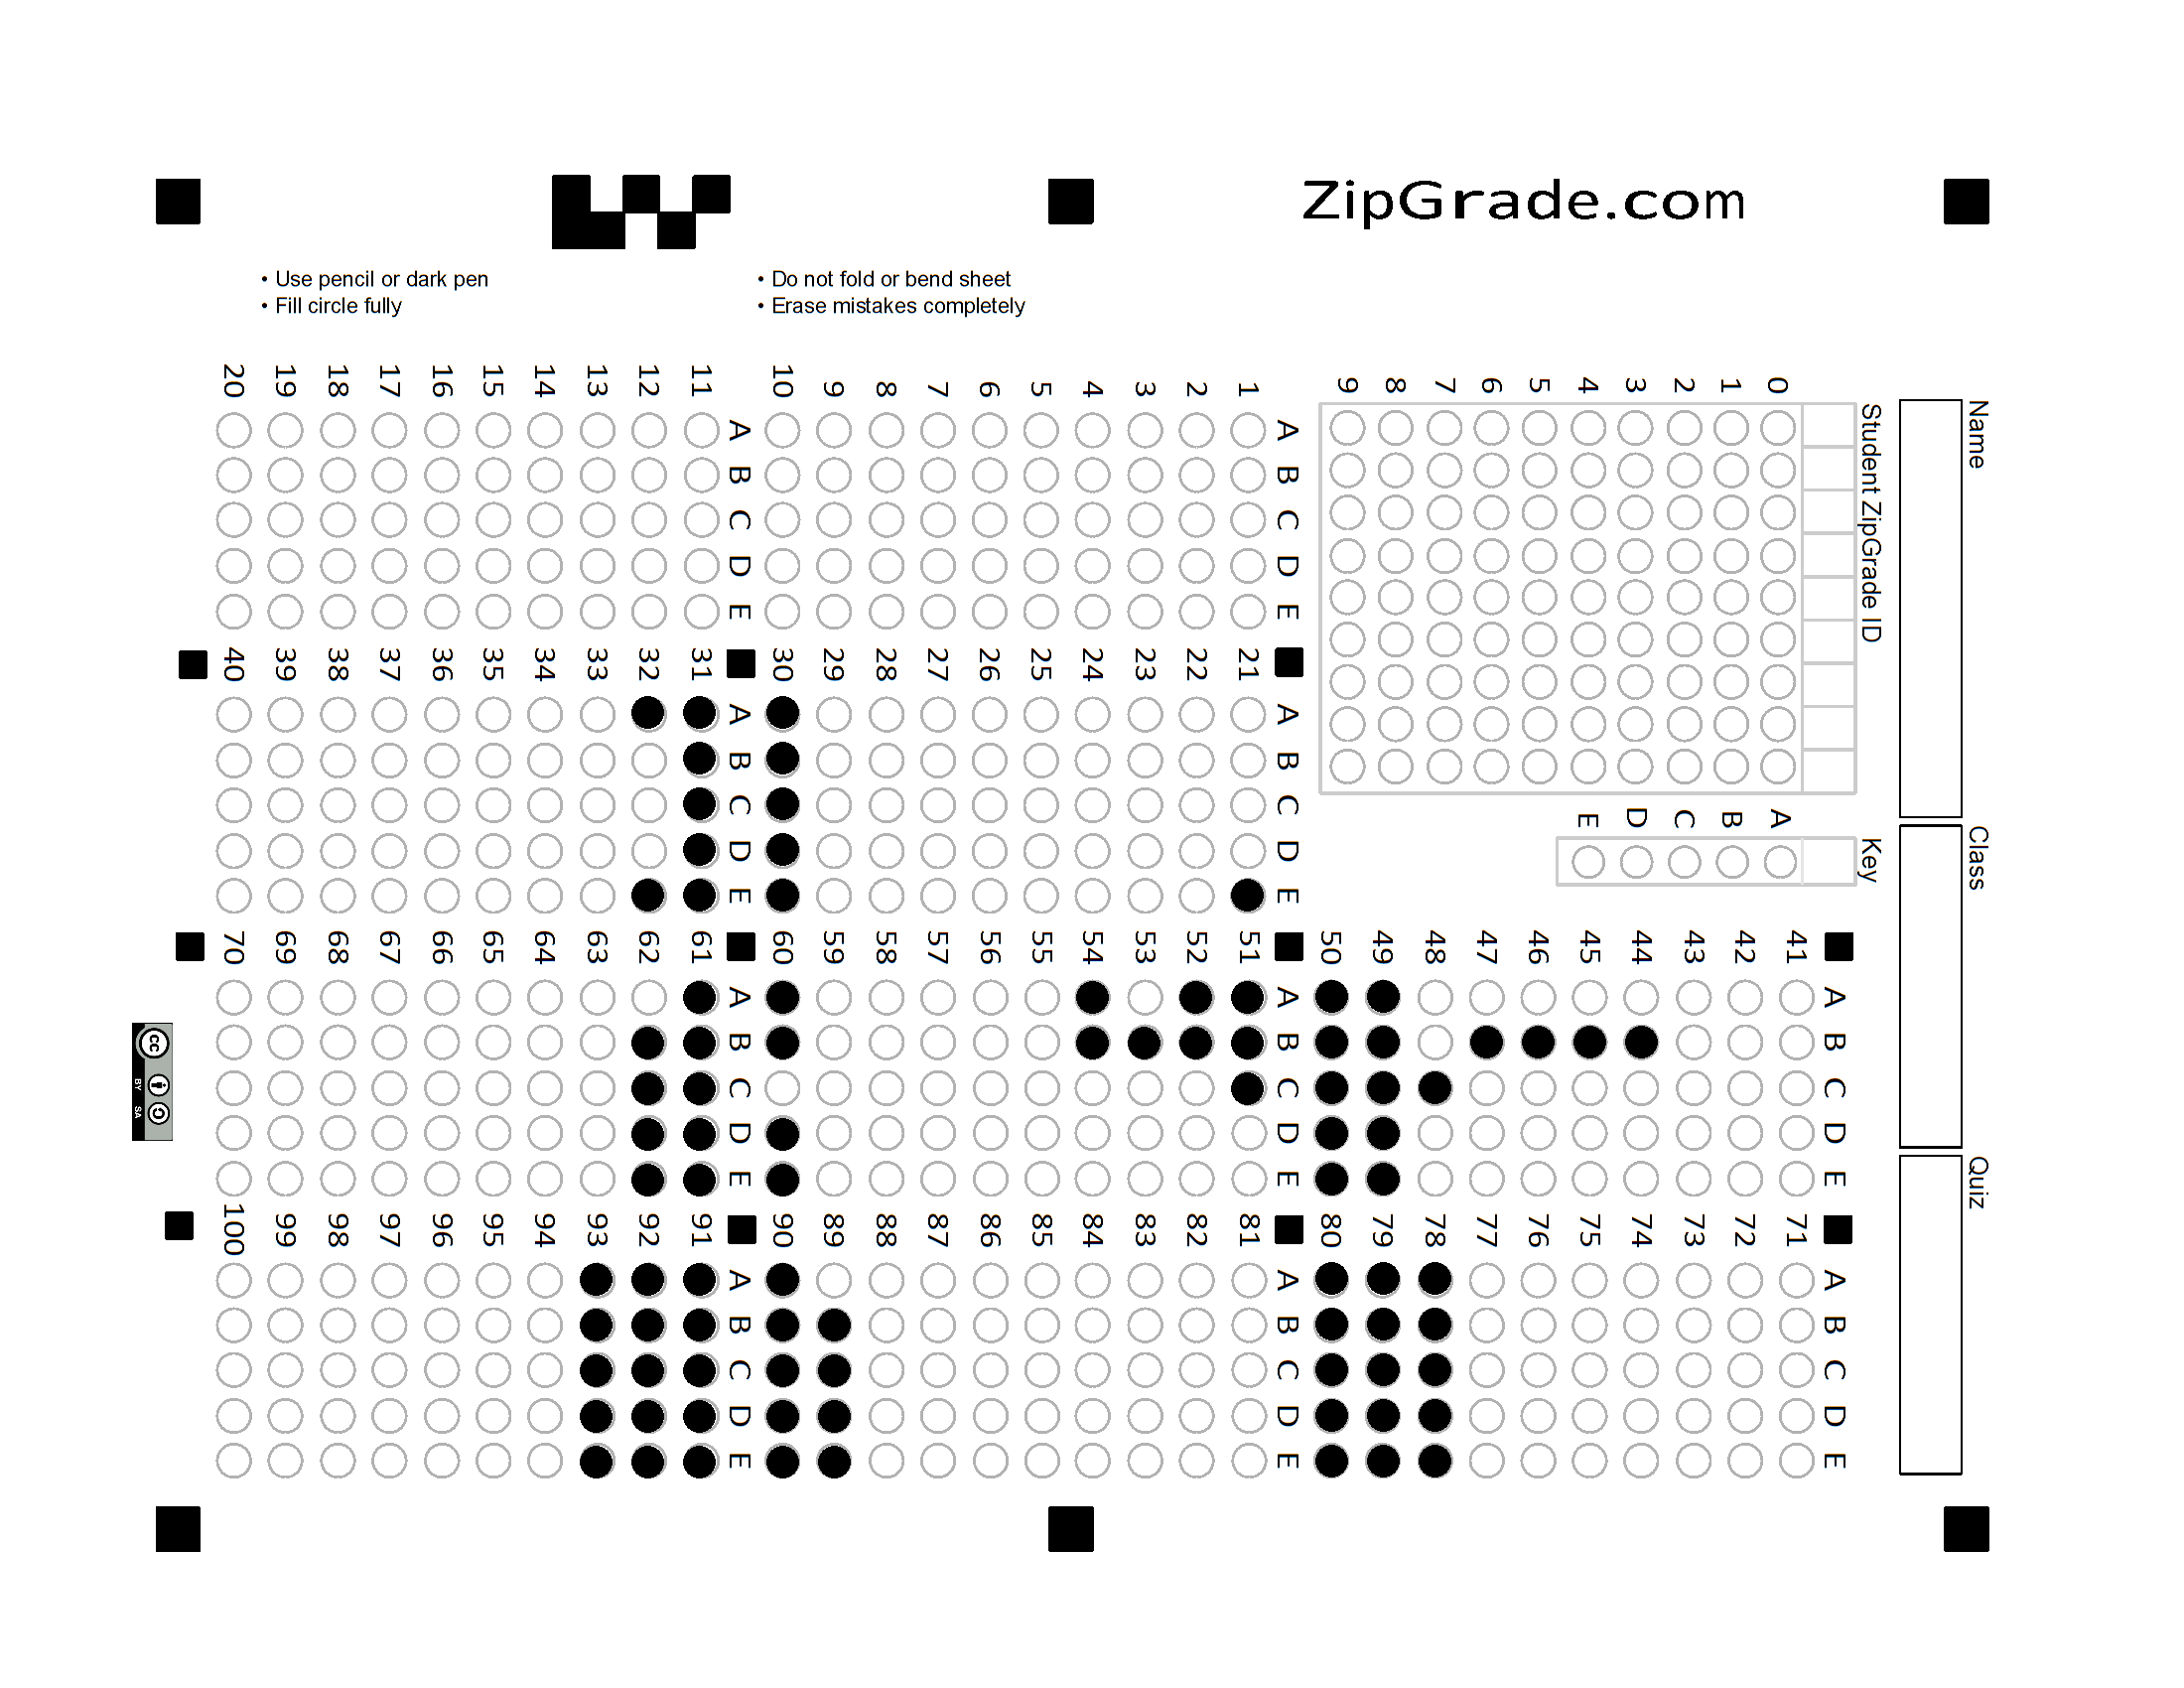 ZipGrade.com
• Use pencil or dark pen
• Fill circle fully
• Do not fold or bend sheet
• Erase mistakes completely
Name
Class
Quiz
Student ZipGrade ID
0 1 2 3 4 5 6 7 8 9
Key
A B C D E
A B C D E
1 2 3 4 5 6 7 8 9 10
A B C D E
11 12 13 14 15 16 17 18 19 20
A B C D E
21 22 23 24 25 26 27 28 29 30
A B C D E
31 32 33 34 35 36 37 38 39 40
A B C D E
41 42 43 44 45 46 47 48 49 50
A B C D E
51 52 53 54 55 56 57 58 59 60
A B C D E
61 62 63 64 65 66 67 68 69 70
A B C D E
71 72 73 74 75 76 77 78 79 80
A B C D E
81 82 83 84 85 86 87 88 89 90
A B C D E
91 92 93 94 95 96 97 98 99 100
cc
BY SA